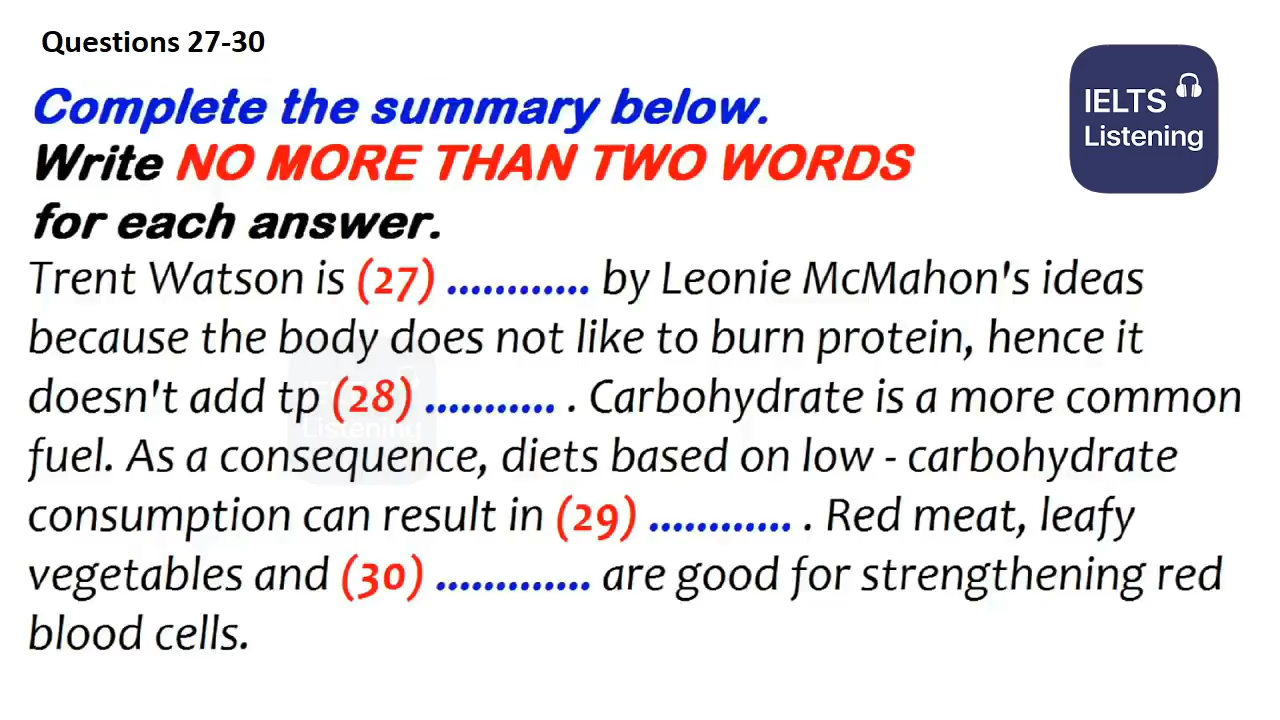 Questions 27-30
IELTS
Listening
Complete the summary below.
Write NO MORE THAN TWO WORDS
for each answer.
Trent Watson is (27) ............ by Leonie McMahon's ideas
because the body does not like to burn protein, hence it
doesn't add tp (28) ........... . Carbohydrate is a more common
fuel. As a consequence, diets based on low - carbohydrate
consumption can result in (29) ............ . Red meat, leafy
vegetables and (30) ............. are good for strengthening red
blood cells.
IELTS
Listening